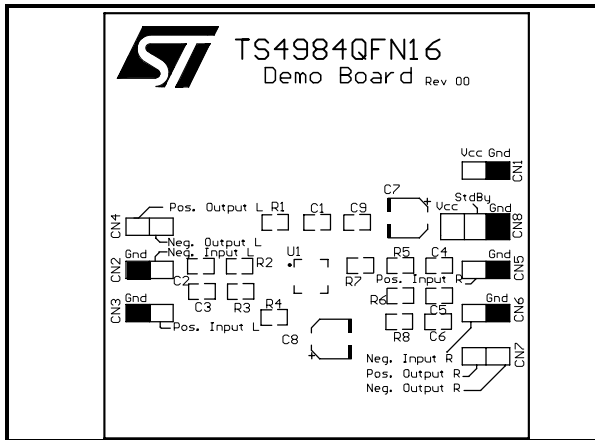 ST
TS4984QFN16
Demo Board Rev 00
Vcc Gnd
CN1
StdBy
Vcc Gnd
CN8
C7
+
Pos. Output L
R1 C1 C9
CN4
Neg. Output L
Neg. Input L
Gnd
CN2
C2
R2
U1
R7
R5 C4
Pos. Input R
Gnd
CN5
C3 R3
R6
C5
Gnd
CN3
Pos. Input L
R4
C8
+
R8 C6
Gnd
CN6
Neg. Input R
Pos. Output R
Neg. Output R
CN7